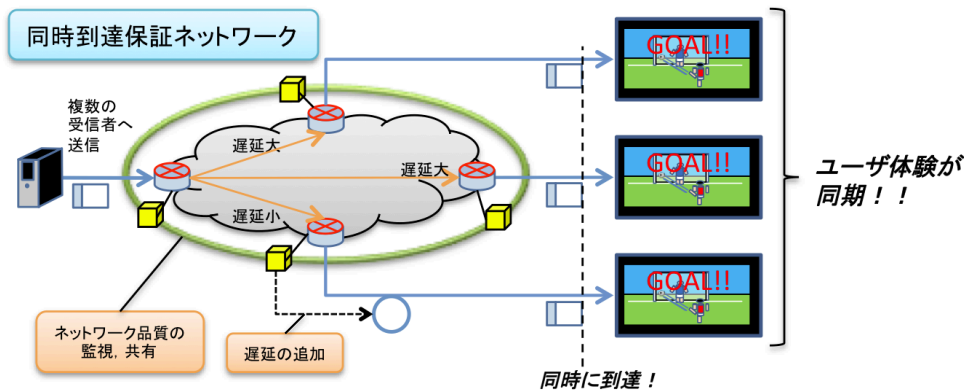 同時到達保証ネットワーク
複数の
受信者へ
送信
遅延大
遅延大
遅延小
ネットワーク品質の
監視, 共有
遅延の追加
GOAL!!
GOAL!!
GOAL!!
同時に到達！
ユーザ体験が
同期！！